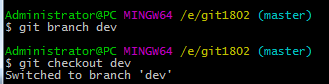 Administrator@PC MINGW64 /e/git1802 (master)
$ git branch dev
Administrator@PC MINGW64 /e/git1802 (master)
$ git checkout dev
Switched to branch 'dev'